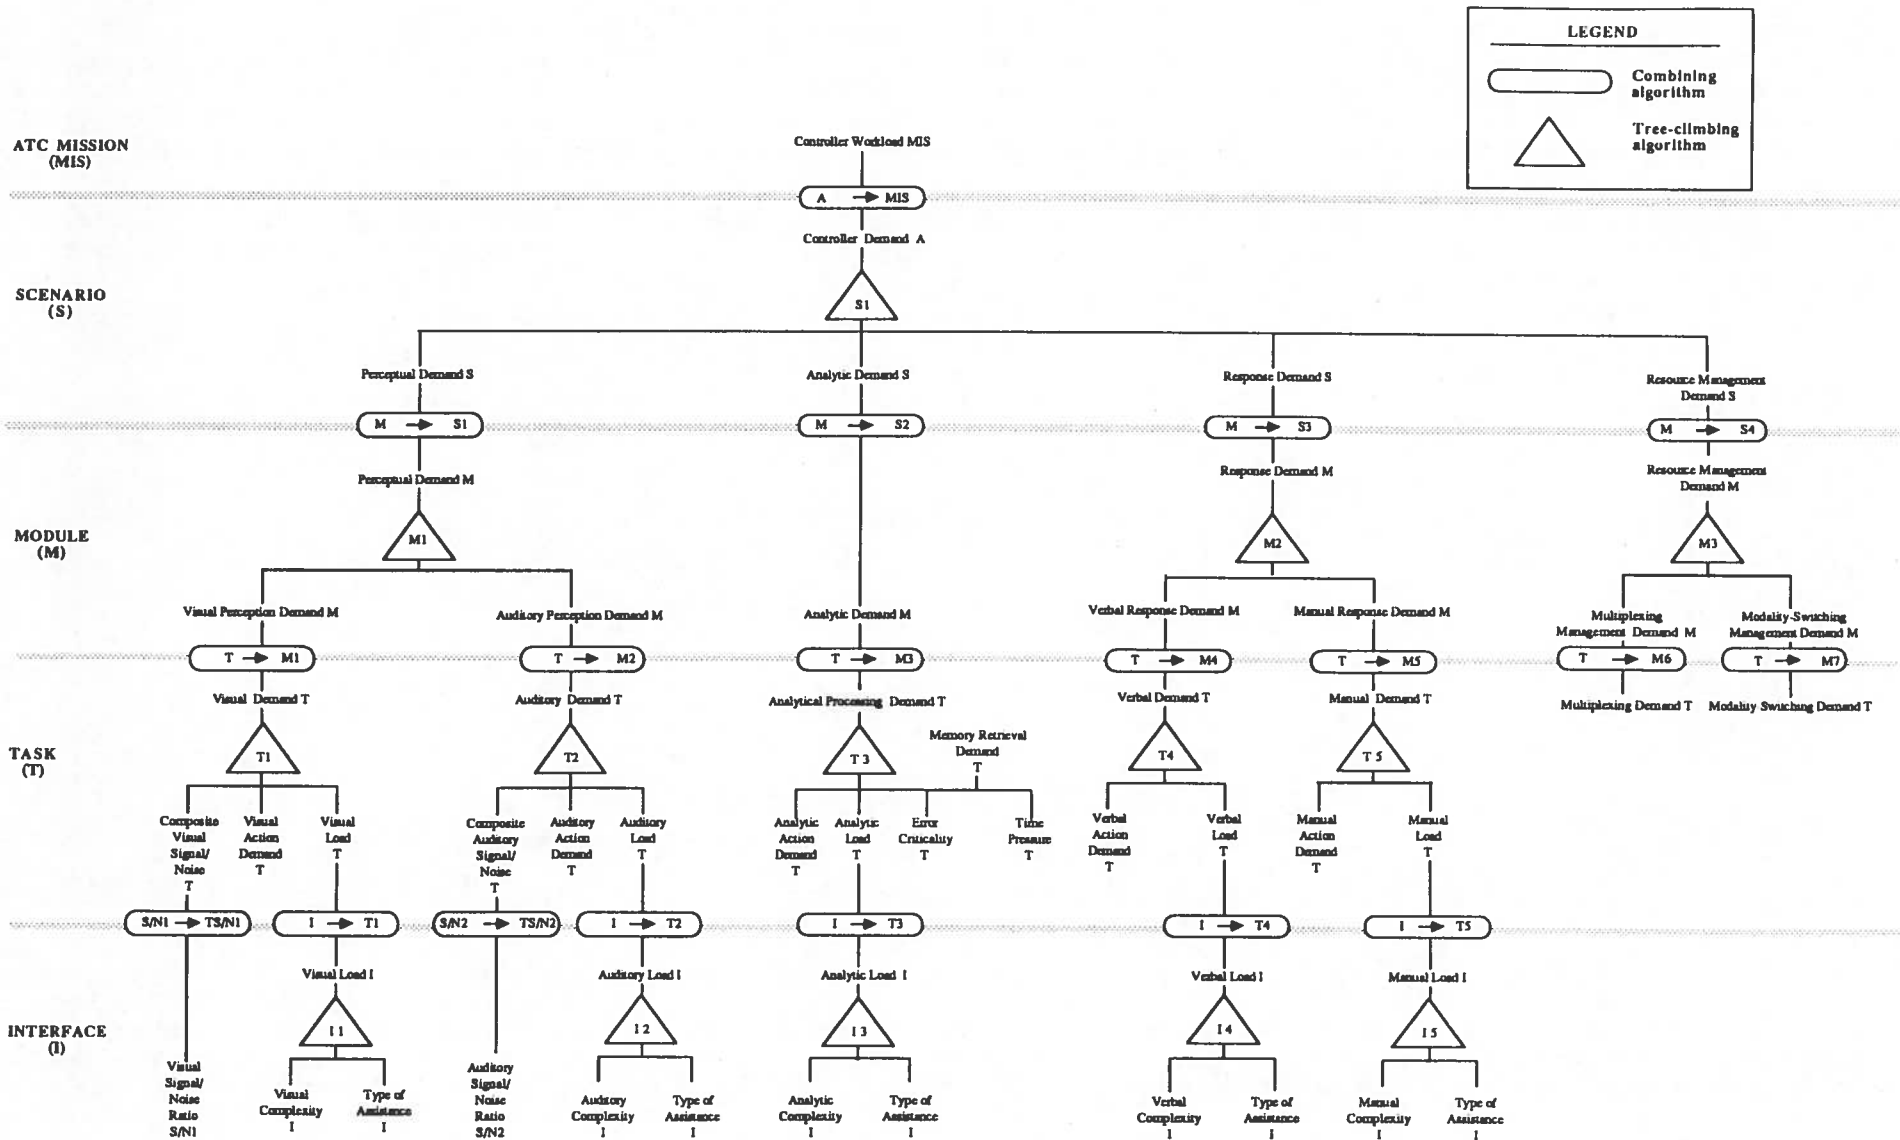 LEGEND
Combining
algorithm
Tree-climbing
algorithm
ATC MISSION
(MIS)
Controller Workload MIS
A → MIS
Controller Demand A
SCENARIO
(S)
S1
Perceptual Demand S
Analytic Demand S
Response Demand S
Resource Management
Demand S
M → S1
M → S2
M → S3
M → S4
Perceptual Demand M
Response Demand M
Resource Management
Demand M
MODULE
(M)
M1
M2
M3
Visual Perception Demand M
Auditory Perception Demand M
Analytic Demand M
Verbal Response Demand M
Manual Response Demand M
Multiplexing
Management Demand M
Modality-Switching
Management Demand M
T → M1
T → M2
T → M3
T → M4
T → M5
T → M6
T → M7
Visual Demand T
Auditory Demand T
Analytical Processing Demand T
Verbal Demand T
Manual Demand T
Multiplexing Demand T
Modality Switching Demand T
TASK
(T)
T1
T2
T 3
Memory Retrieval
Demand
T
T4
T 5
Composite
Visual
Signal/
Noise
T
Visual
Action
Demand
T
Visual
Load
T
Composite
Auditory
Signal/
Noise
T
Auditory
Action
Demand
T
Auditory
Load
T
Analytic
Action
Demand
T
Analytic
Load
T
Error
Criticality
T
Time
Pressure
T
Verbal
Action
Demand
T
Verbal
Load
T
Manual
Action
Demand
T
Manual
Load
T
S/N1 → TS/N1
I → T1
S/N2 → TS/N2
I → T2
I → T3
I → T4
I → T5
Visual Load I
Auditory Load I
Analytic Load I
Verbal Load I
Manual Load I
INTERFACE
(I)
I 1
I 2
I 3
I 4
I 5
Visual
Signal/
Noise
Ratio
S/N1
Visual
Complexity
I
Type of
Assistance
I
Auditory
Signal/
Noise
Ratio
S/N2
Auditory
Complexity
I
Type of
Assistance
I
Analytic
Complexity
I
Type of
Assistance
I
Verbal
Complexity
I
Type of
Assistance
I
Manual
Complexity
I
Type of
Assistance
I